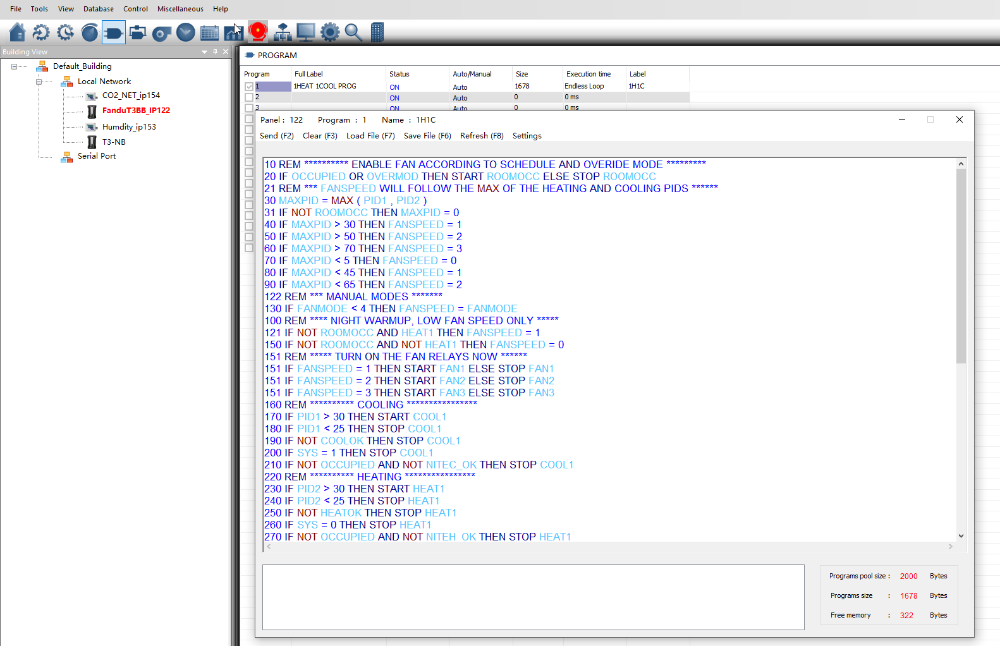 File Tools View Database Control Miscellaneous Help
Building View
Default_Building
Local Network
CO2_NET_ip154
FanduT3BB_IP122
Humdity_ip153
T3-NB
Serial Port
PROGRAM
Program Full Label Status Auto/Manual Size Execution time Label
1 1HEAT 1COOL PROG ON Auto 1678 Endless Loop 1H1C
2 ON Auto 0 0 ms
3 ON Auto 0 0 ms
Panel : 122 Program : 1 Name : 1H1C
Send (F2) Clear (F3) Load File (F7) Save File (F6) Refresh (F8) Settings
10 REM ********** ENABLE FAN ACCORDING TO SCHEDULE AND OVERIDE MODE *********
20 IF OCCUPIED OR OVERMOD THEN START ROOMOCC ELSE STOP ROOMOCC
21 REM *** FANSPEED WILL FOLLOW THE MAX OF THE HEATING AND COOLING PIDS ******
30 MAXPID = MAX ( PID1 , PID2 )
31 IF NOT ROOMOCC THEN MAXPID = 0
40 IF MAXPID > 30 THEN FANSPEED = 1
50 IF MAXPID > 50 THEN FANSPEED = 2
60 IF MAXPID > 70 THEN FANSPEED = 3
70 IF MAXPID < 5 THEN FANSPEED = 0
80 IF MAXPID < 45 THEN FANSPEED = 1
90 IF MAXPID < 65 THEN FANSPEED = 2
122 REM *** MANUAL MODES *******
130 IF FANMODE < 4 THEN FANSPEED = FANMODE
100 REM **** NIGHT WARMUP, LOW FAN SPEED ONLY *****
121 IF NOT ROOMOCC AND HEAT1 THEN FANSPEED = 1
150 IF NOT ROOMOCC AND NOT HEAT1 THEN FANSPEED = 0
151 REM ***** TURN ON THE FAN RELAYS NOW ******
151 IF FANSPEED = 1 THEN START FAN1 ELSE STOP FAN1
151 IF FANSPEED = 2 THEN START FAN2 ELSE STOP FAN2
151 IF FANSPEED = 3 THEN START FAN3 ELSE STOP FAN3
160 REM ********** COOLING ****************
170 IF PID1 > 30 THEN START COOL1
180 IF PID1 < 25 THEN STOP COOL1
190 IF NOT COOLOK THEN STOP COOL1
200 IF SYS = 1 THEN STOP COOL1
210 IF NOT OCCUPIED AND NOT NITEC_OK THEN STOP COOL1
220 REM ********** HEATING ****************
230 IF PID2 > 30 THEN START HEAT1
240 IF PID2 < 25 THEN STOP HEAT1
250 IF NOT HEATOK THEN STOP HEAT1
260 IF SYS = 0 THEN STOP HEAT1
270 IF NOT OCCUPIED AND NOT NITEH_OK THEN STOP HEAT1
Programs pool size : 2000 Bytes
Programs size : 1678 Bytes
Free memory : 322 Bytes